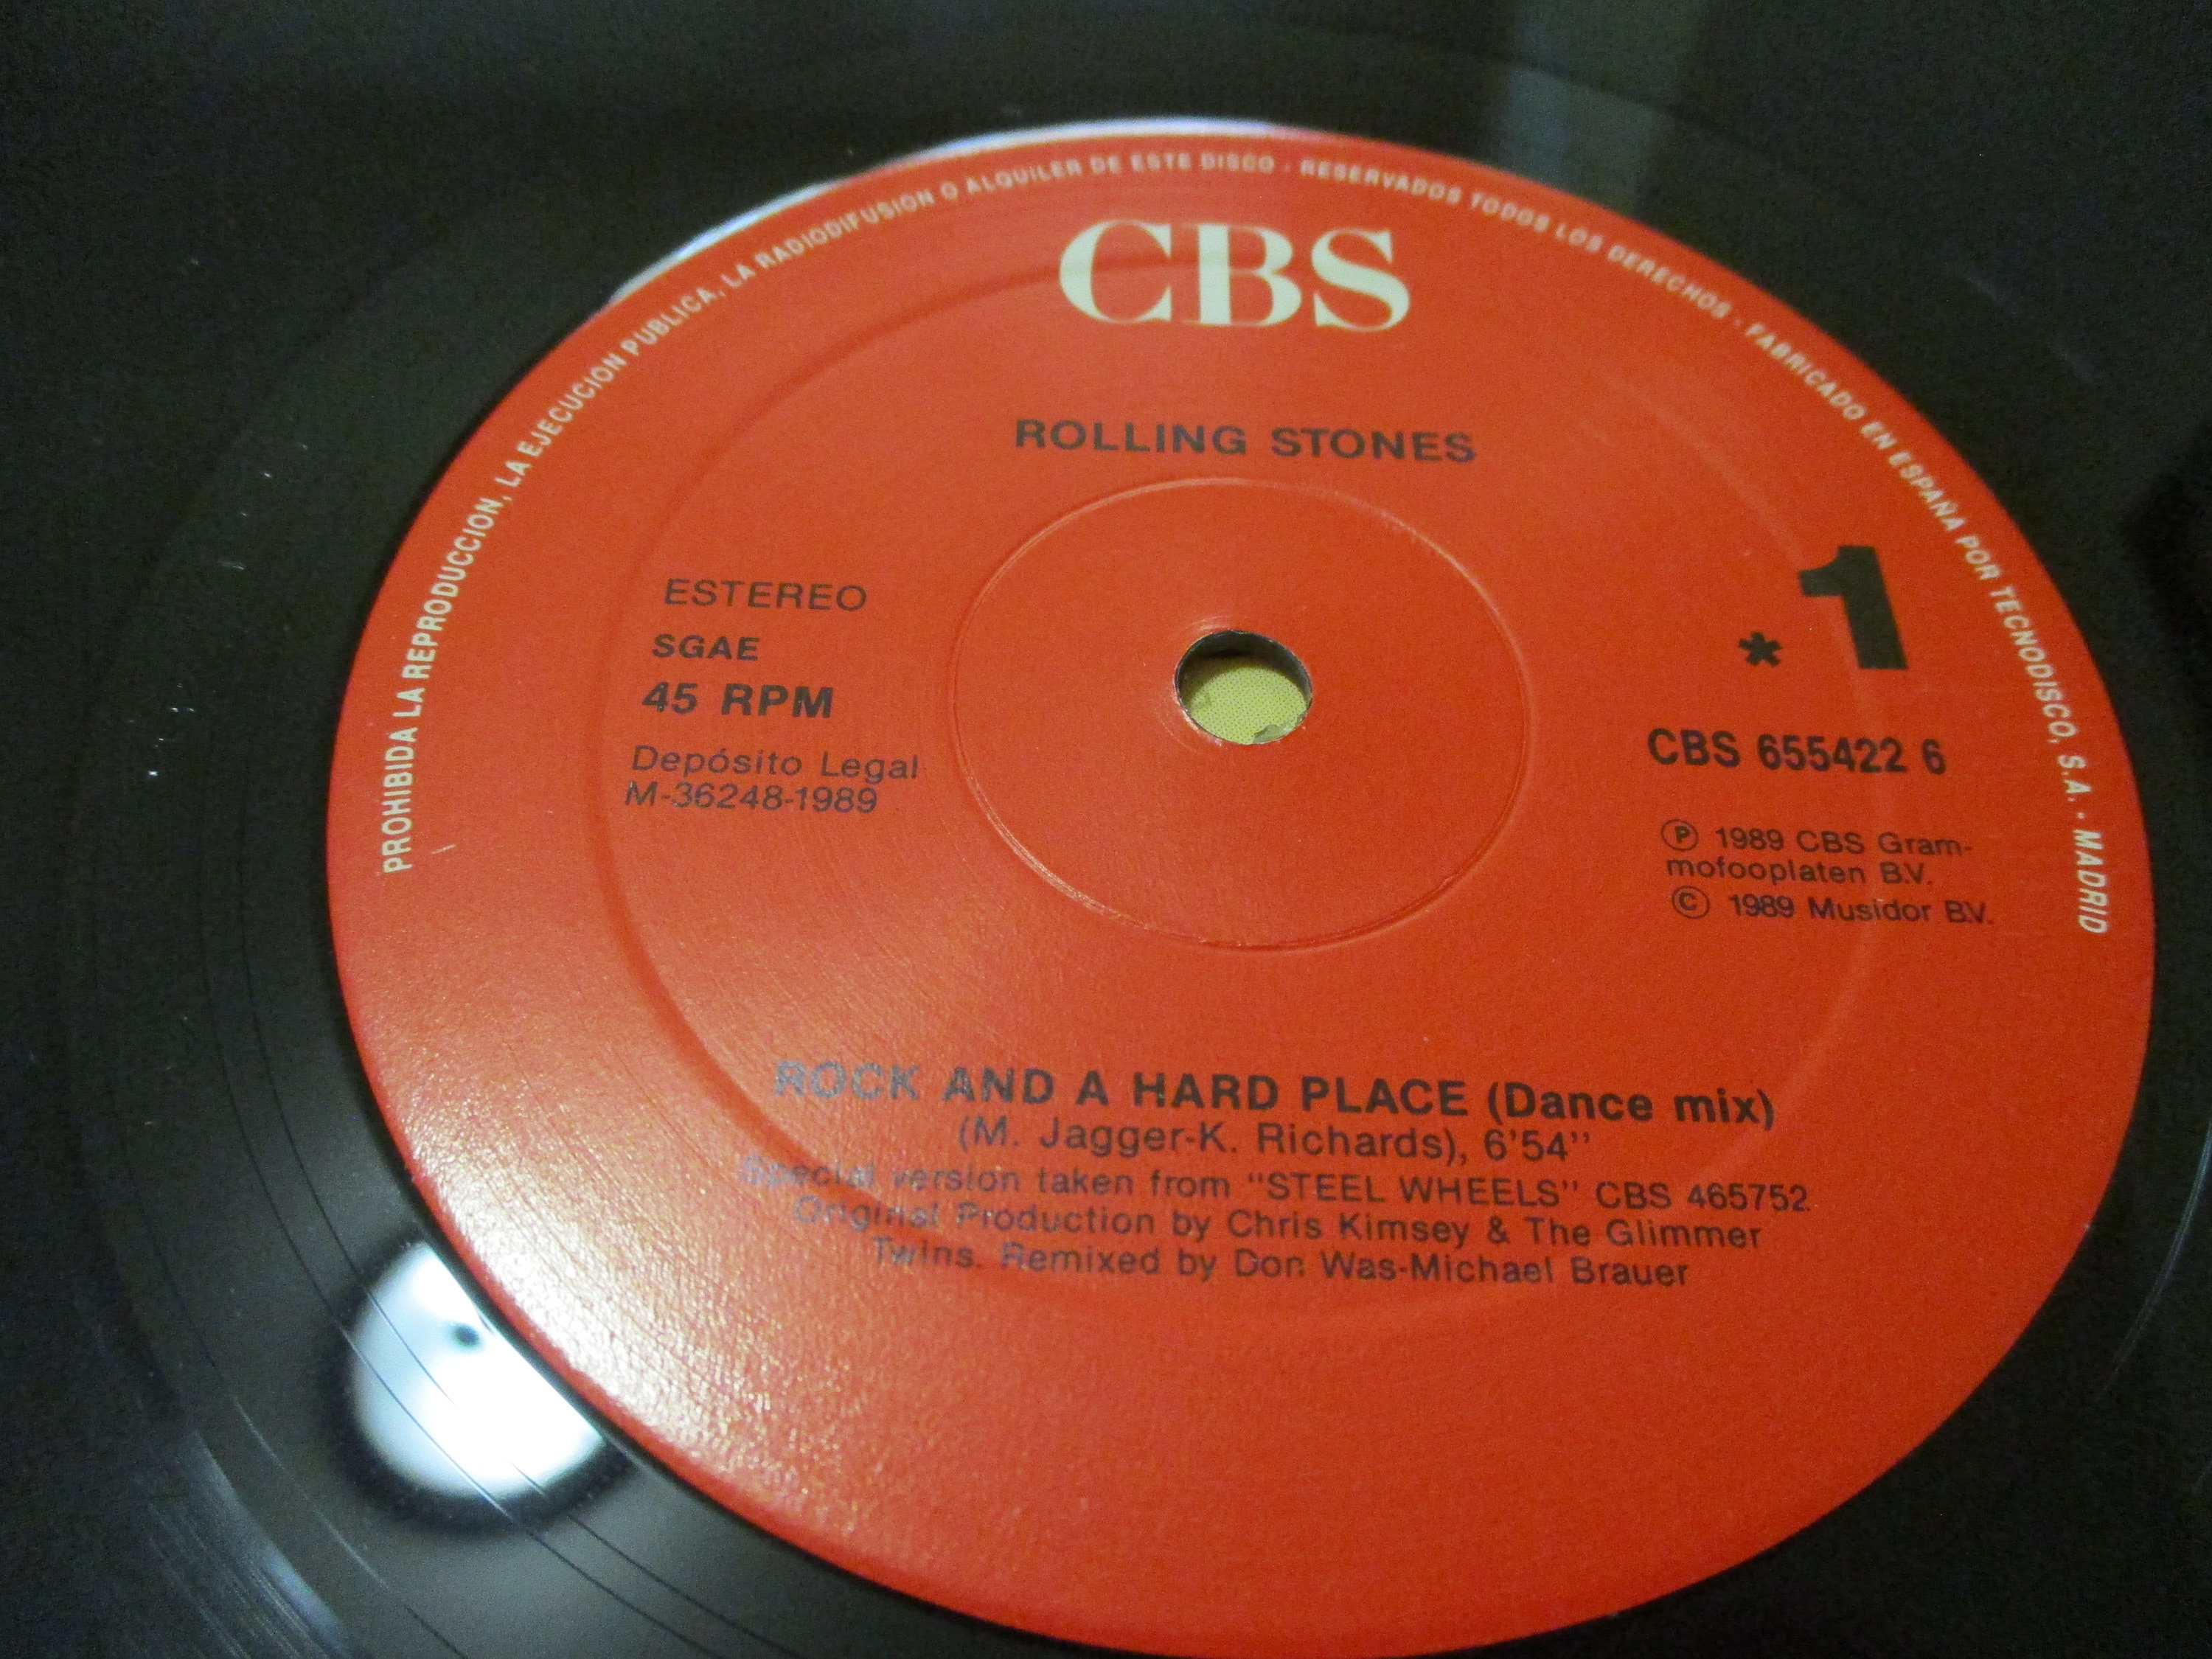 PROHIBIDA LA REPRODUCCION, LA EJECUCION PUBLICA, LA RADIODIFUSION O ALQUILER DE ESTE DISCO - RESERVADOS TODOS LOS DERECHOS - FABRICADO EN ESPAÑA POR TECNODISCO, S.A. - MADRID
CBS
ROLLING STONES
ESTEREO
SGAE
45 RPM
Depósito Legal
M-36248-1989
* 1
CBS 655422 6
Ⓟ 1989 CBS Gram-
mofooplaten B.V.
© 1989 Musidor B.V.
ROCK AND A HARD PLACE (Dance mix)
(M. Jagger-K. Richards), 6'54''
Special version taken from "STEEL WHEELS" CBS 465752.
Original Production by Chris Kimsey & The Glimmer
Twins. Remixed by Don Was-Michael Brauer